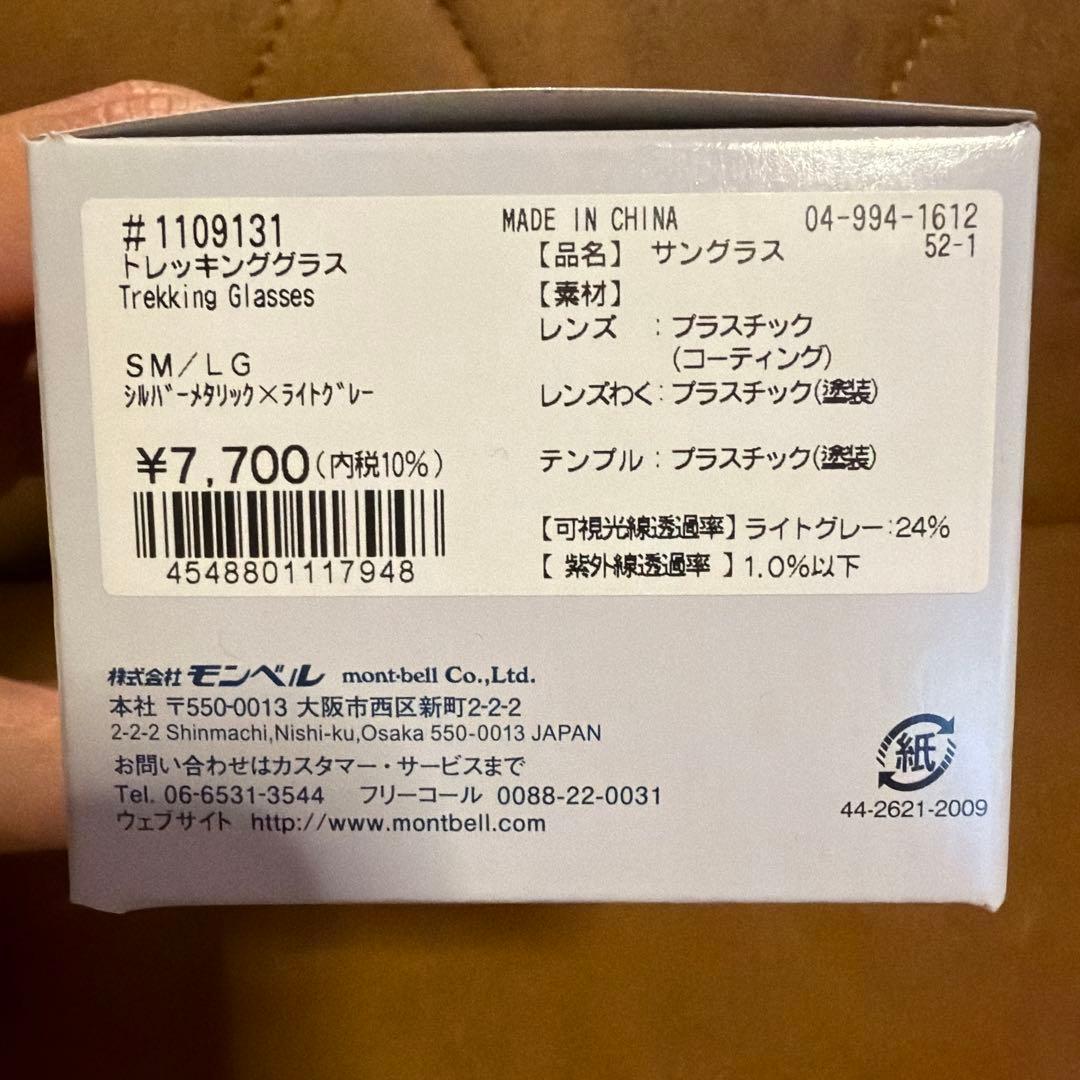 #1109131
トレッキンググラス
Trekking Glasses
SM/LG
シルバーメタリック×ライトグレー
¥7,700(内税10%)
4548801117948
MADE IN CHINA
04-994-1612
52-1
【品名】 サングラス
【素材】
レンズ :プラスチック
(コーティング)
レンズわく:プラスチック(塗装)
テンプル:プラスチック(塗装)
【可視光線透過率】ライトグレー:24%
【 紫外線透過率 】1.0%以下
株式会社 モンベル mont-bell Co.,Ltd.
本社 〒550-0013 大阪市西区新町2-2-2
2-2-2 Shinmachi,Nishi-ku,Osaka 550-0013 JAPAN
お問い合わせはカスタマー・サービスまで
Tel. 06-6531-3544 フリーコール 0088-22-0031
ウェブサイト http://www.montbell.com
紙
44-2621-2009